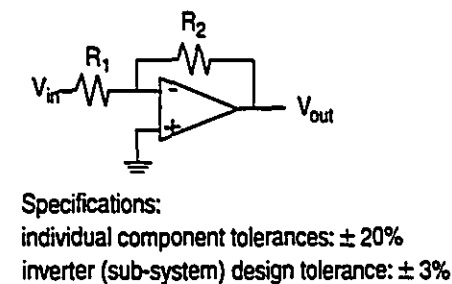 R2
R1
Vin
-
+
Vout
Specifications:
individual component tolerances: ± 20%
inverter (sub-system) design tolerance: ± 3%